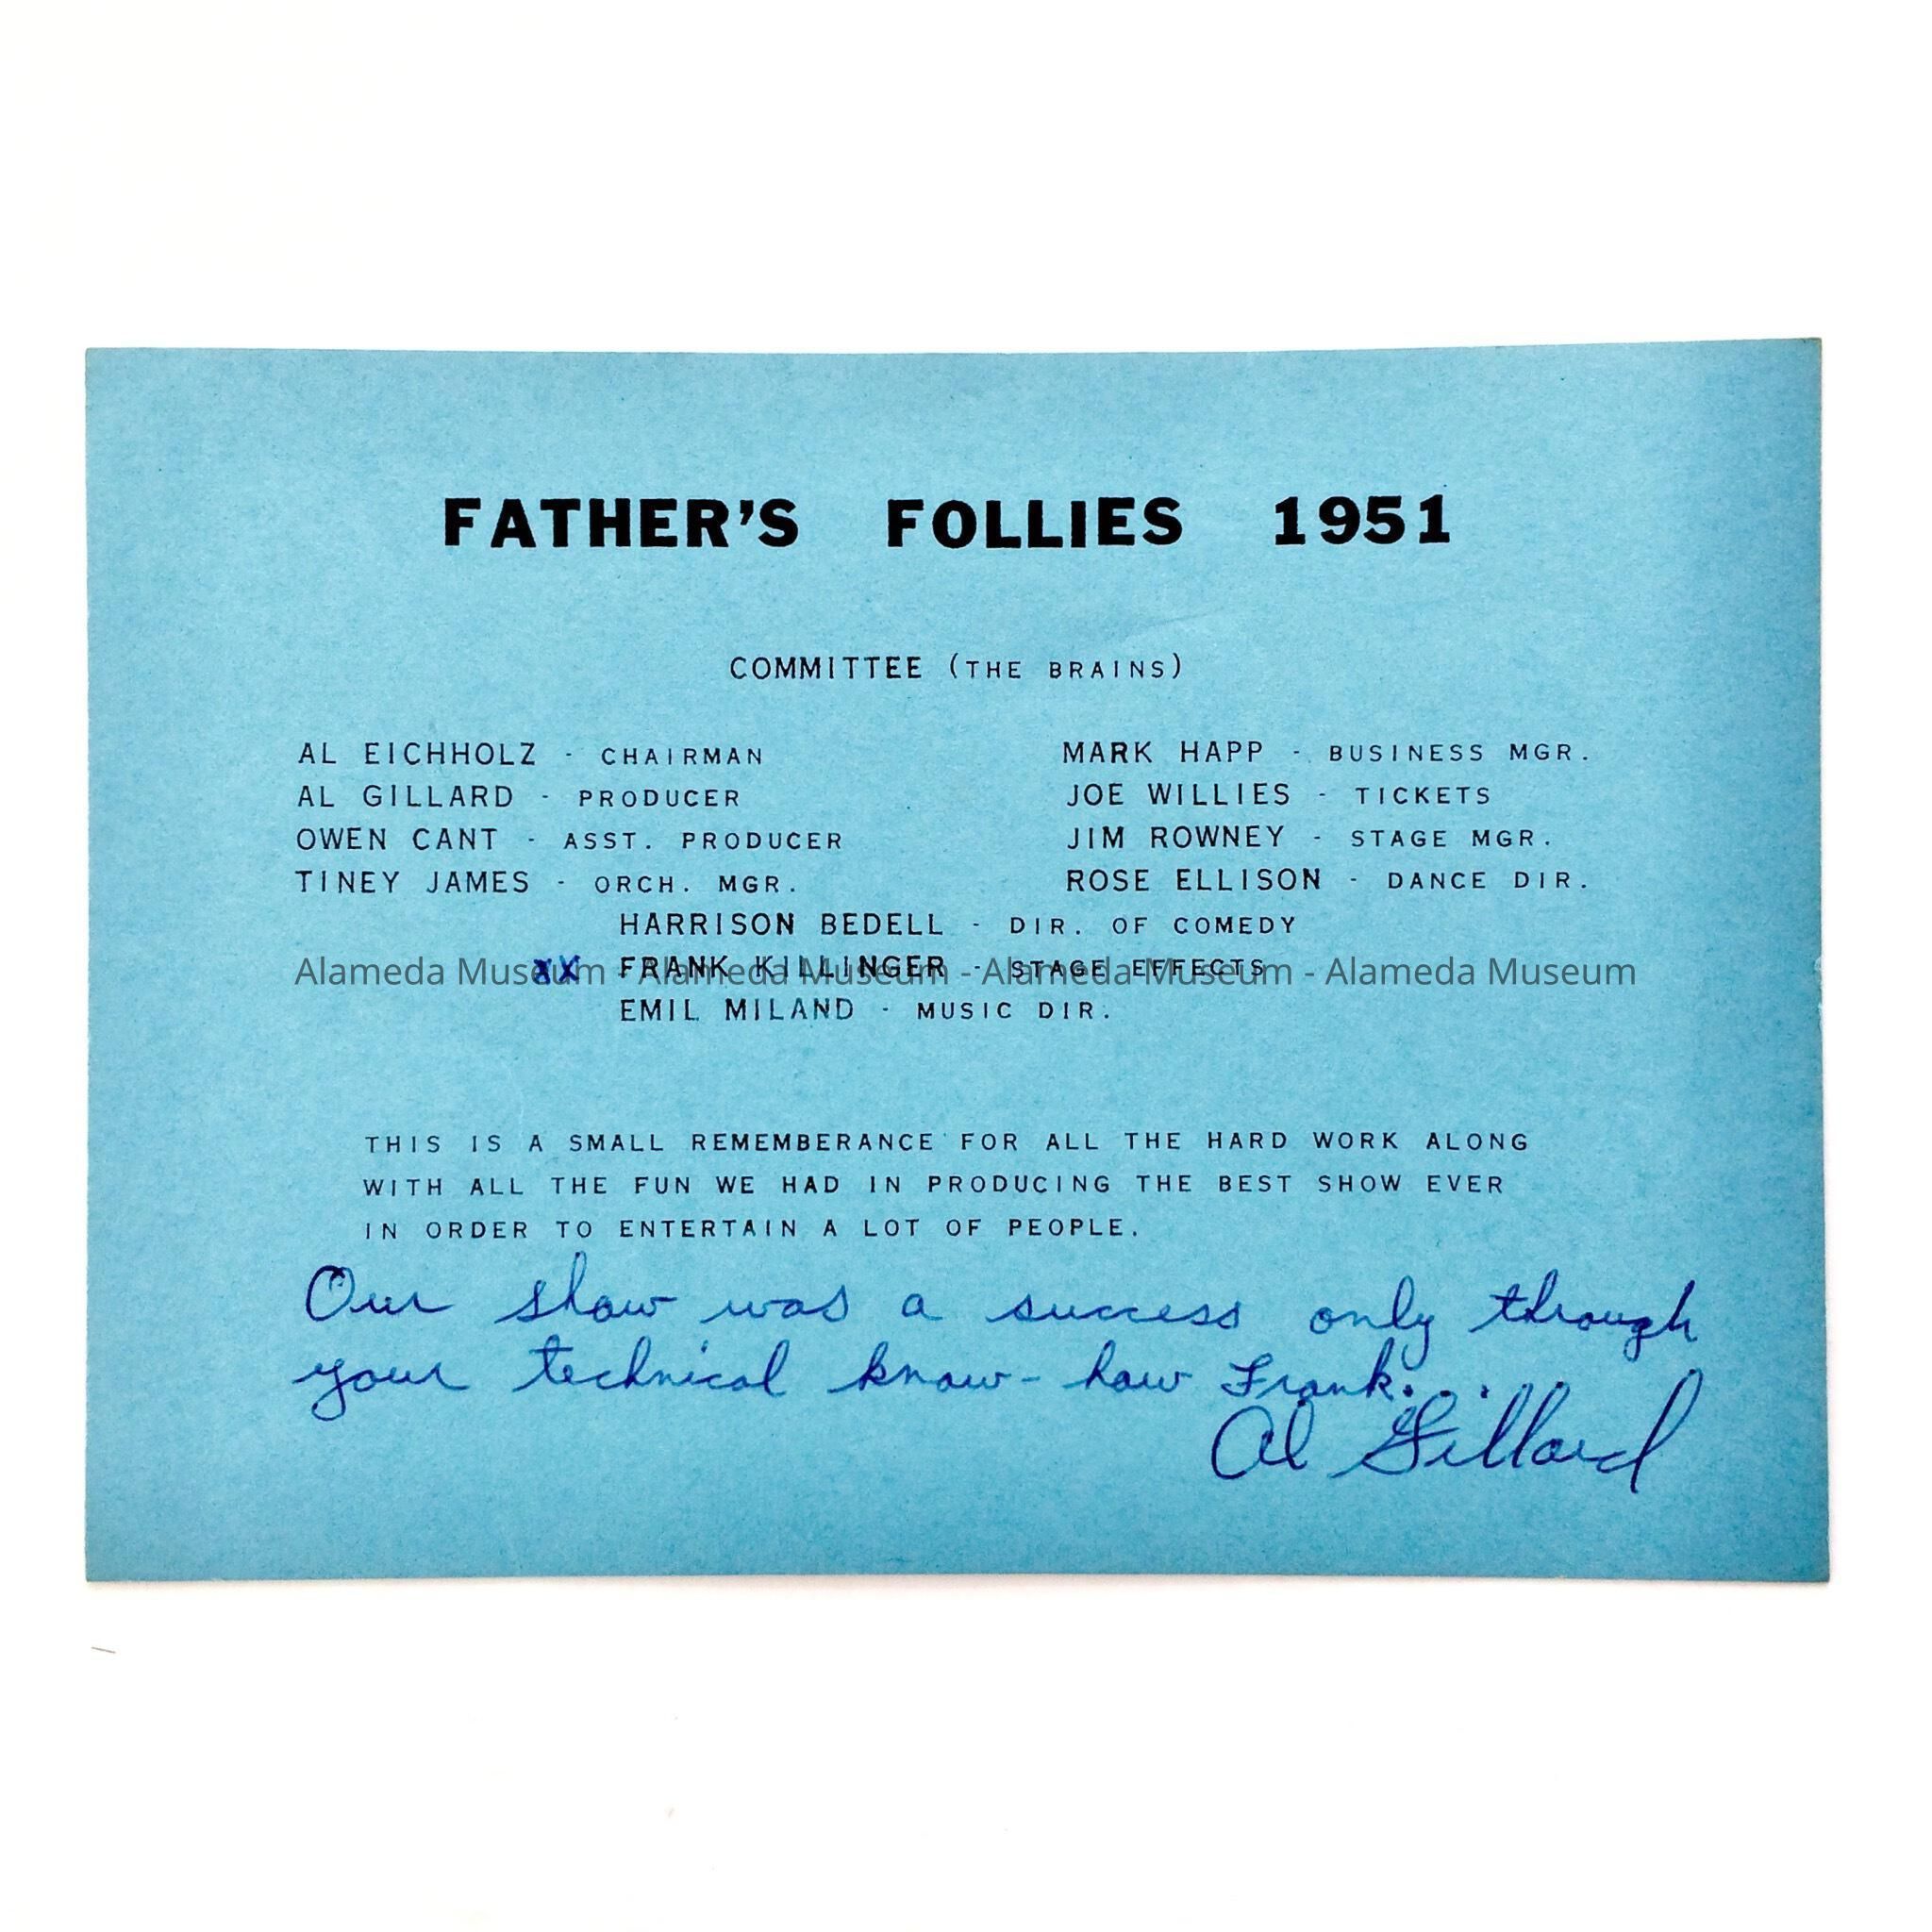 FATHER'S FOLLIES 1951
COMMITTEE (THE BRAINS)
AL EICHHOLZ - CHAIRMAN
AL GILLARD - PRODUCER
OWEN CANT - ASST. PRODUCER
TINEY JAMES - ORCH. MGR.
MARK HAPP - BUSINESS MGR.
JOE WILLIES - TICKETS
JIM ROWNEY - STAGE MGR.
ROSE ELLISON - DANCE DIR.
HARRISON BEDELL - DIR. OF COMEDY
xx FRANK KILLINGER - STAGE EFFECTS
Alameda Museum - Alameda Museum - Alameda Museum - Alameda Museum
EMIL MILAND - MUSIC DIR.
THIS IS A SMALL REMEMBERANCE FOR ALL THE HARD WORK ALONG
WITH ALL THE FUN WE HAD IN PRODUCING THE BEST SHOW EVER
IN ORDER TO ENTERTAIN A LOT OF PEOPLE.
Our show was a success only through
your technical know-how Frank...
Al Gillard